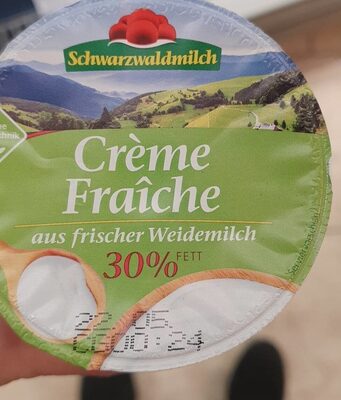 Schwarzwaldmilch
Crème
Fraîche
aus frischer Weidemilch
30% FETT